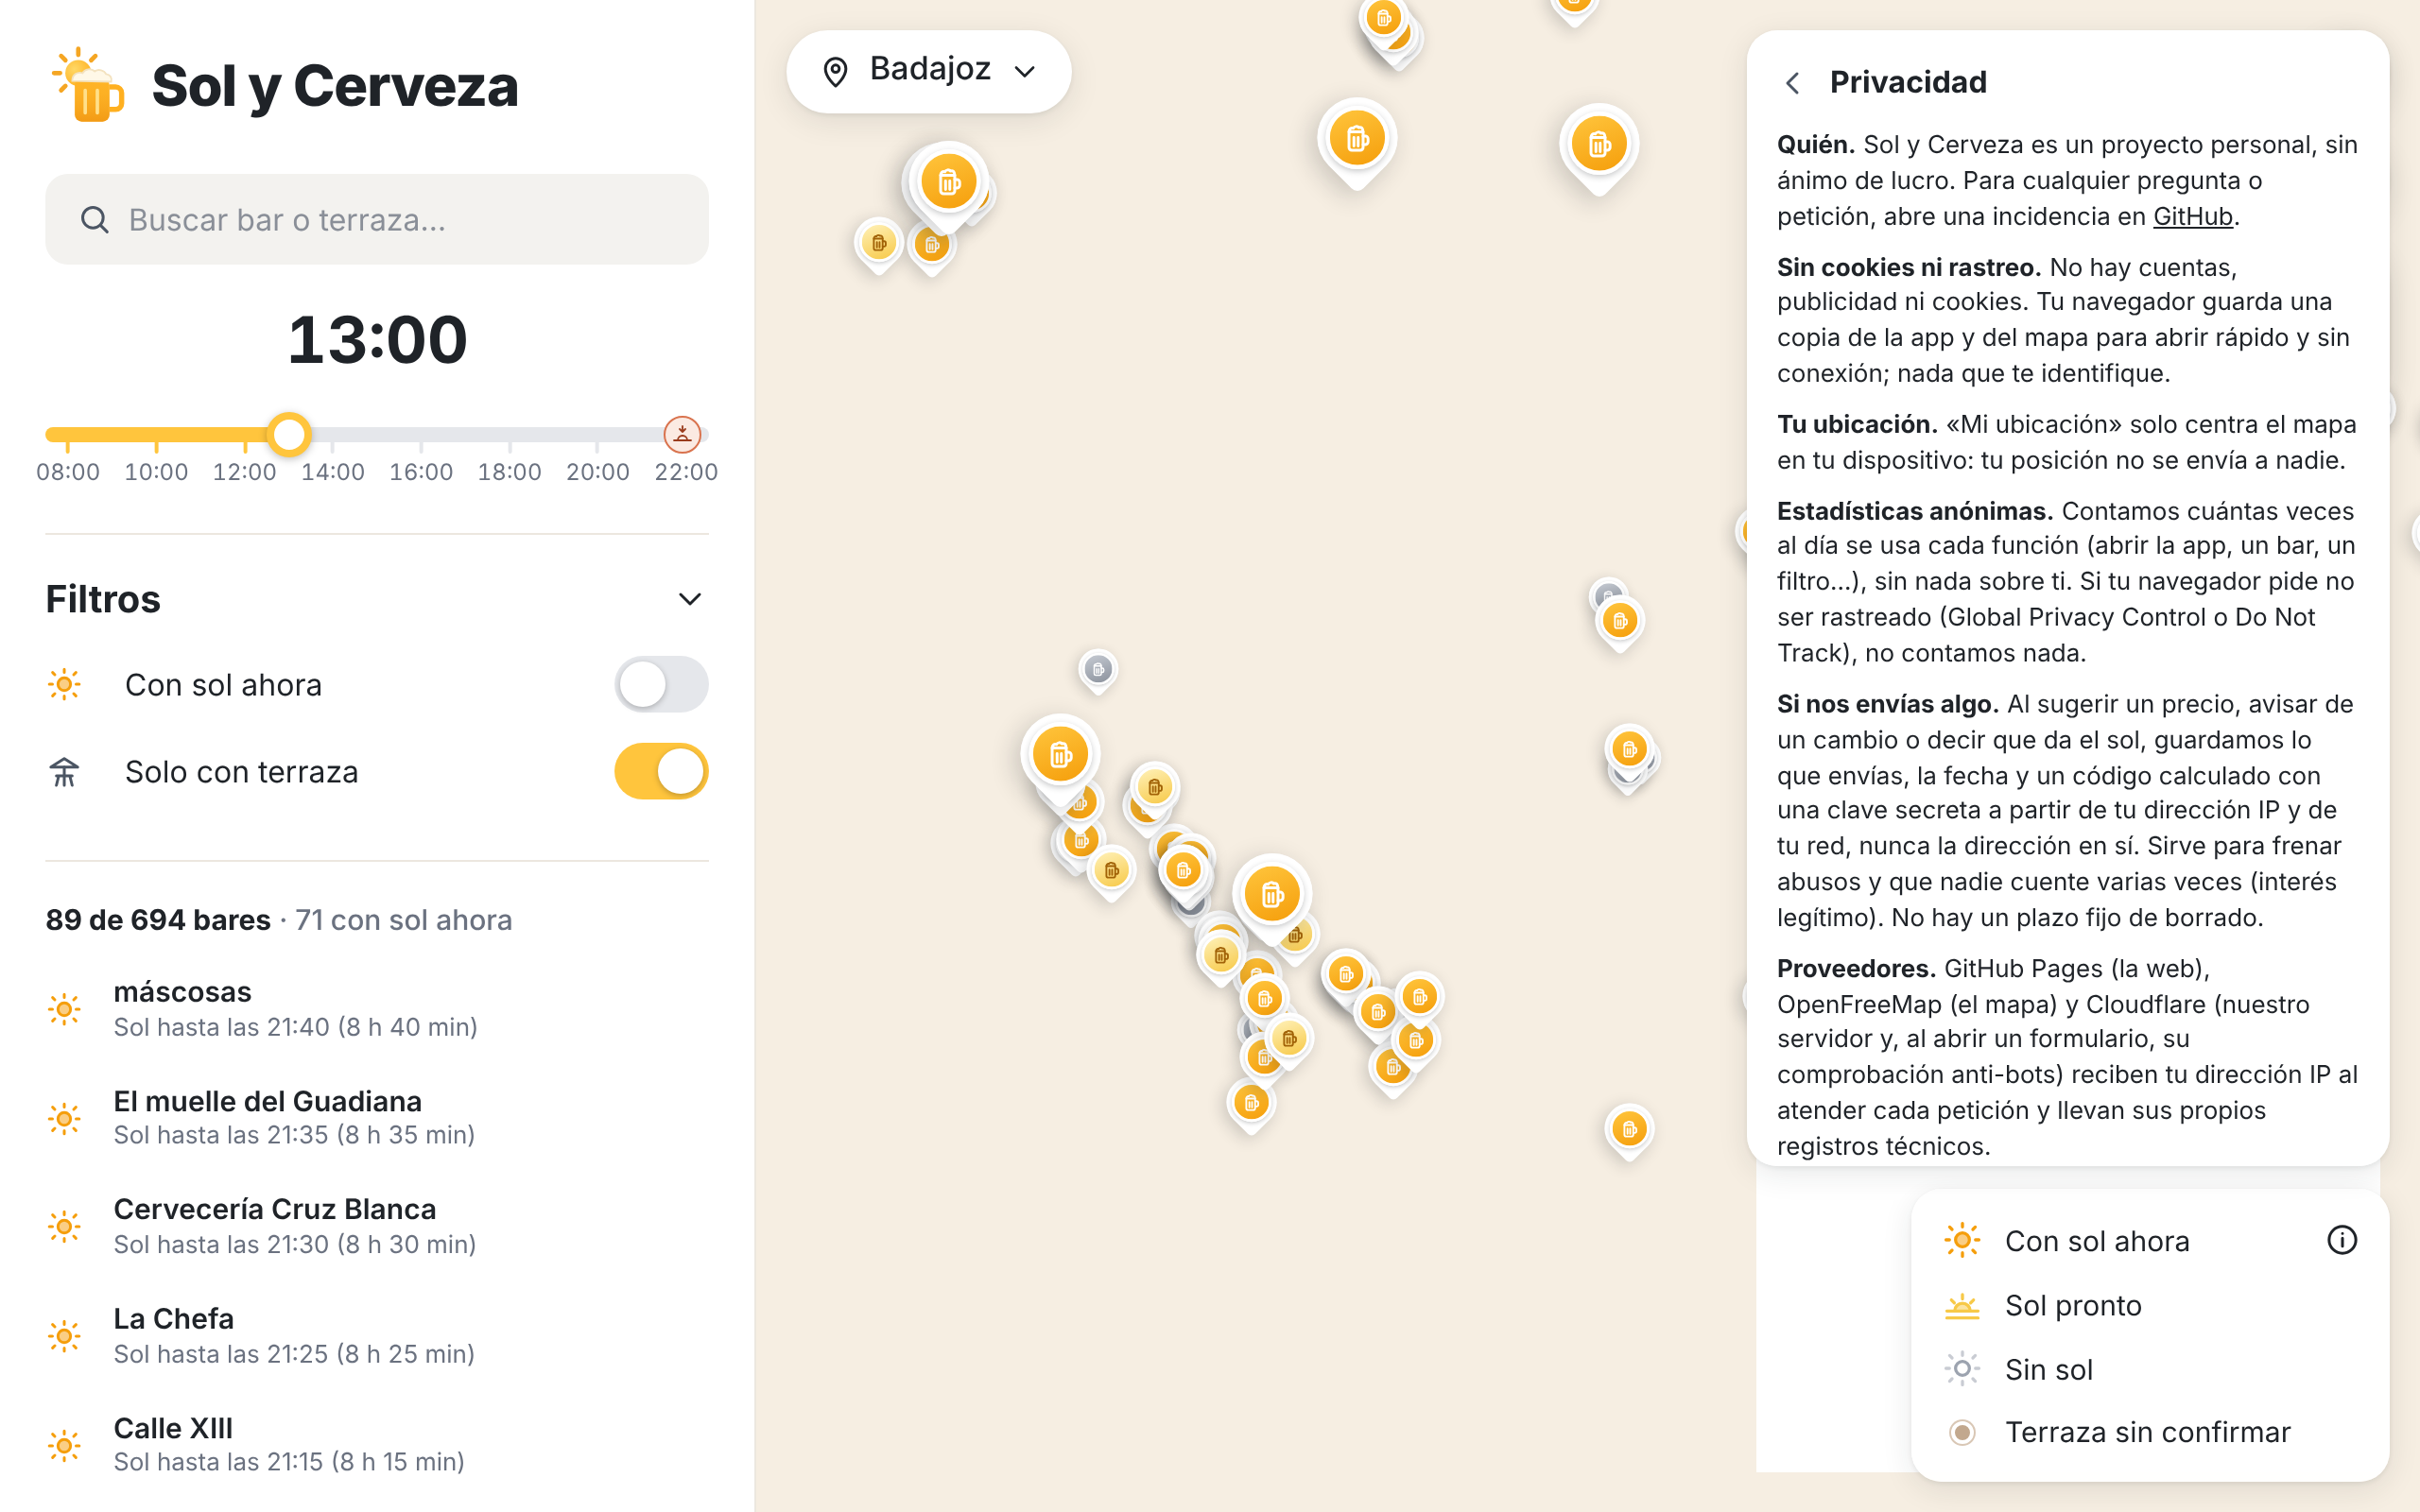 Sol y Cerveza
Buscar bar o terraza...
13:00
08:00 10:00 12:00 14:00 16:00 18:00 20:00 22:00
Filtros
Con sol ahora
Solo con terraza
89 de 694 bares · 71 con sol ahora
máscosas
Sol hasta las 21:40 (8 h 40 min)
El muelle del Guadiana
Sol hasta las 21:35 (8 h 35 min)
Cervecería Cruz Blanca
Sol hasta las 21:30 (8 h 30 min)
La Chefa
Sol hasta las 21:25 (8 h 25 min)
Calle XIII
Sol hasta las 21:15 (8 h 15 min)
Badajoz
Privacidad
Quién. Sol y Cerveza es un proyecto personal, sin
ánimo de lucro. Para cualquier pregunta o
petición, abre una incidencia en GitHub.
Sin cookies ni rastreo. No hay cuentas,
publicidad ni cookies. Tu navegador guarda una
copia de la app y del mapa para abrir rápido y sin
conexión; nada que te identifique.
Tu ubicación. «Mi ubicación» solo centra el mapa
en tu dispositivo: tu posición no se envía a nadie.
Estadísticas anónimas. Contamos cuántas veces
al día se usa cada función (abrir la app, un bar, un
filtro...), sin nada sobre ti. Si tu navegador pide no
ser rastreado (Global Privacy Control o Do Not
Track), no contamos nada.
Si nos envías algo. Al sugerir un precio, avisar de
un cambio o decir que da el sol, guardamos lo
que envías, la fecha y un código calculado con
una clave secreta a partir de tu dirección IP y de
tu red, nunca la dirección en sí. Sirve para frenar
abusos y que nadie cuente varias veces (interés
legítimo). No hay un plazo fijo de borrado.
Proveedores. GitHub Pages (la web),
OpenFreeMap (el mapa) y Cloudflare (nuestro
servidor y, al abrir un formulario, su
comprobación anti-bots) reciben tu dirección IP al
atender cada petición y llevan sus propios
registros técnicos.
Con sol ahora
Sol pronto
Sin sol
Terraza sin confirmar